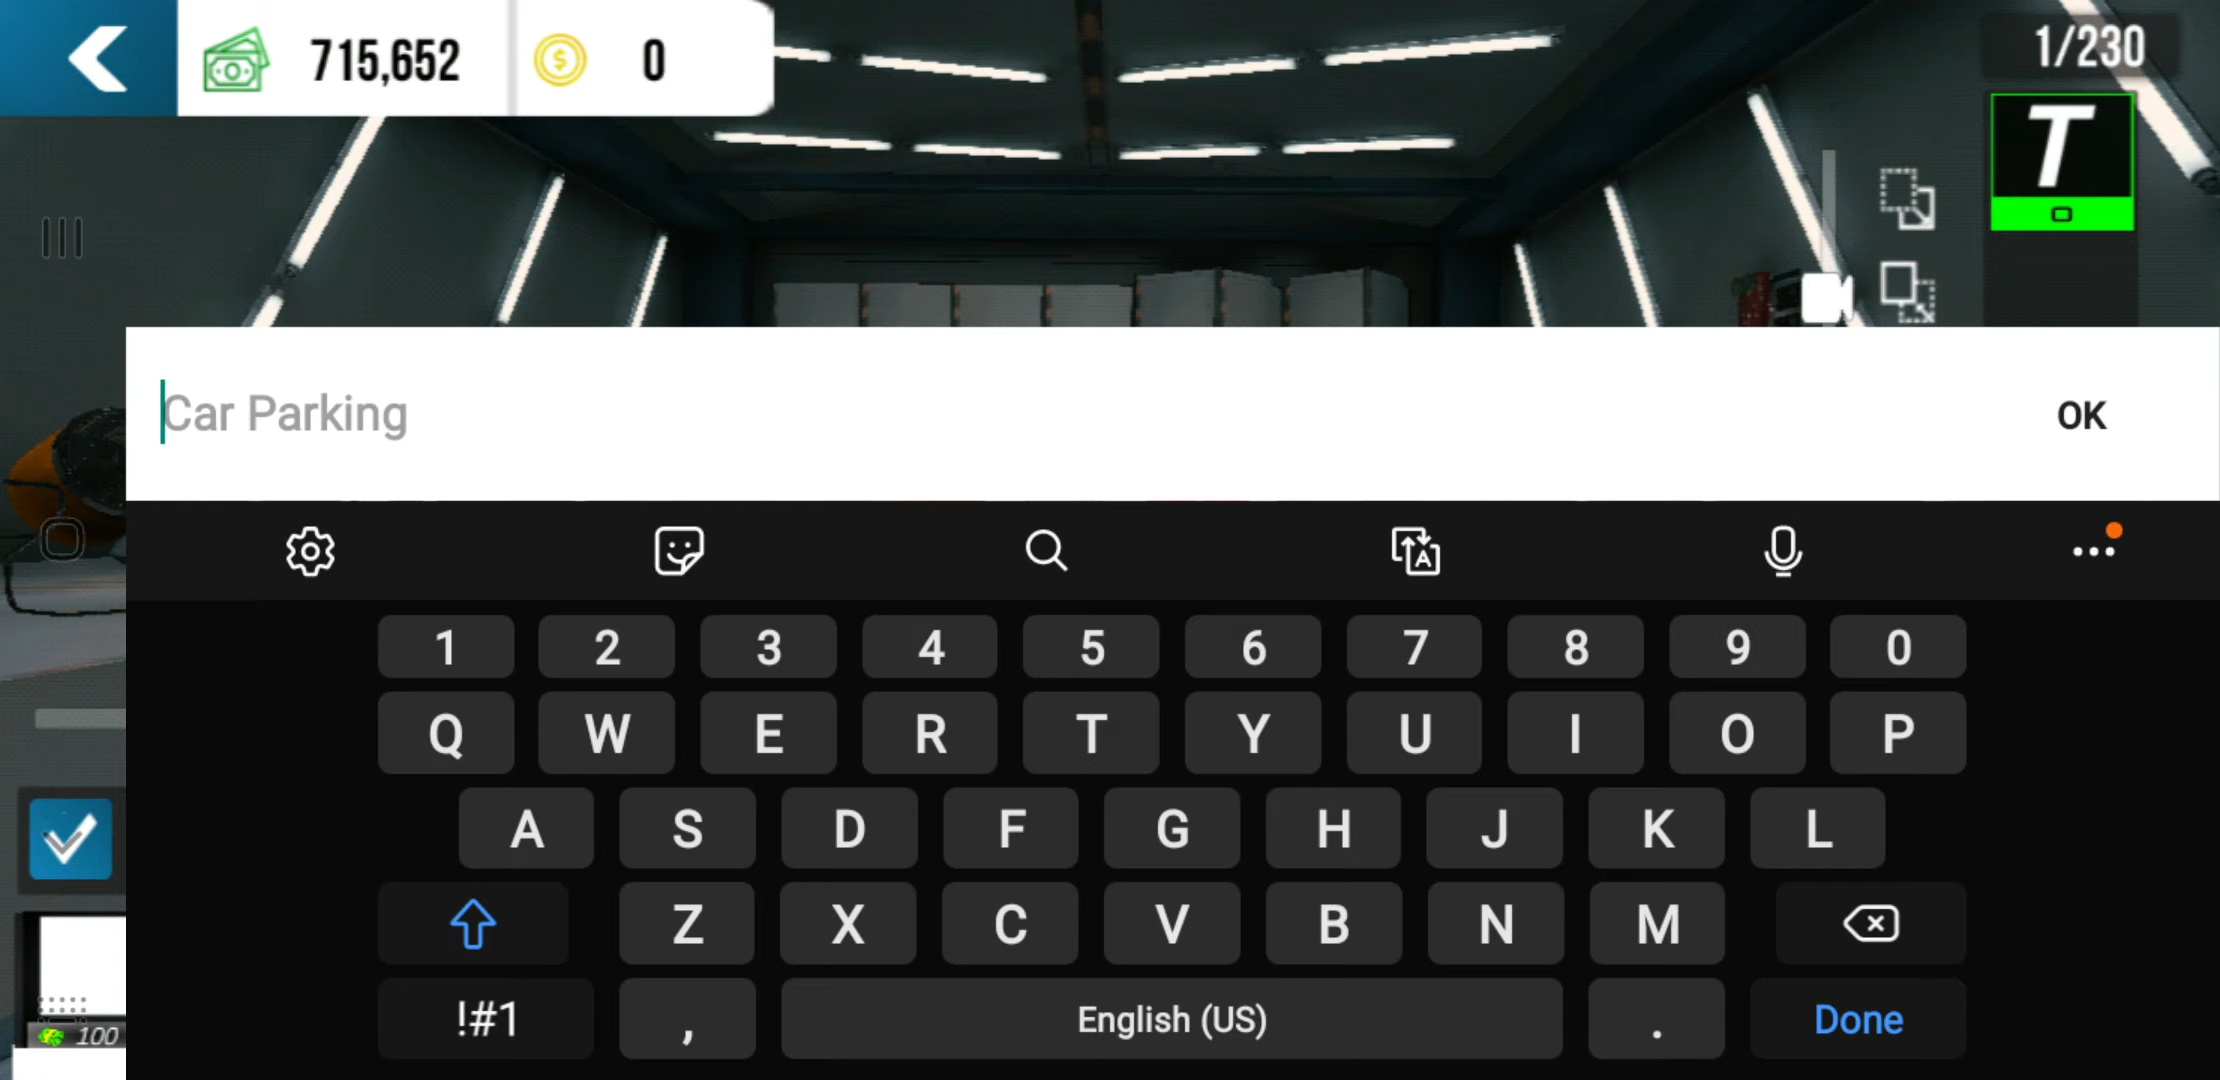 715,652
0
1/230
T
Car Parking
OK
1 2 3 4 5 6 7 8 9 0
Q W E R T Y U I O P
A S D F G H J K L
Z X C V B N M
!#1 , English (US) . Done
100